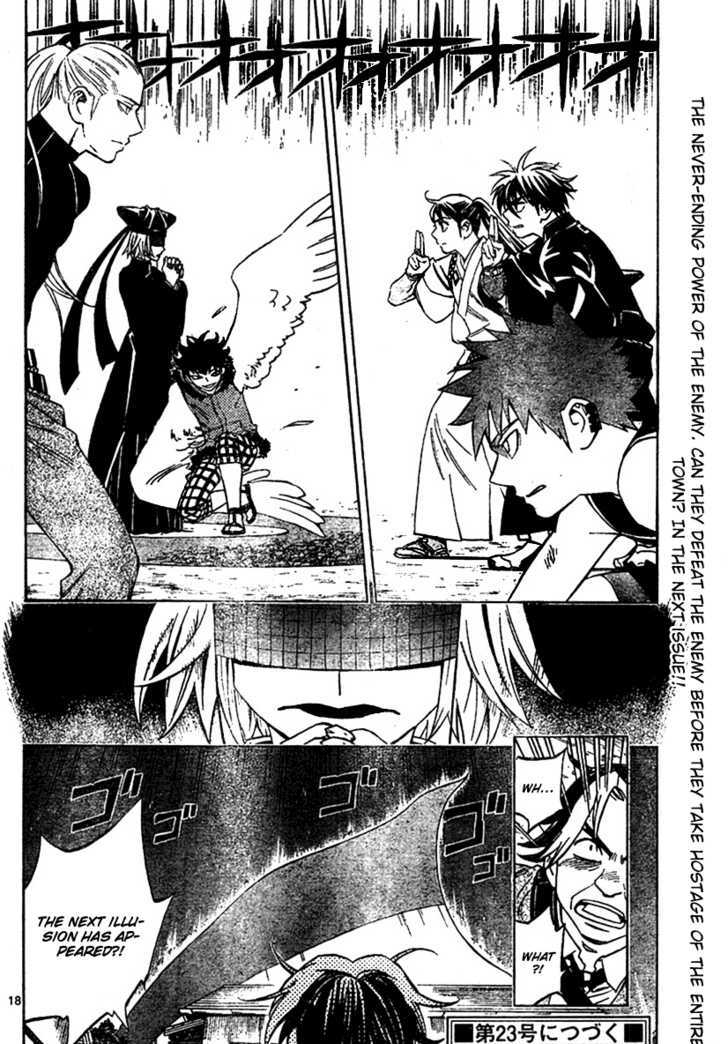 オオオオオオオオオ
THE NEVER-ENDING POWER OF THE ENEMY. CAN THEY DEFEAT THE ENEMY BEFORE THEY TAKE HOSTAGE OF THE ENTIRE
TOWN? IN THE NEXT ISSUE!!
WH...
WHAT
?!
ゴ
ゴ
ゴ
ゴ
ゴ
THE NEXT ILLU-
SION HAS AP-
PEARED?!
18
■第23号につづく■